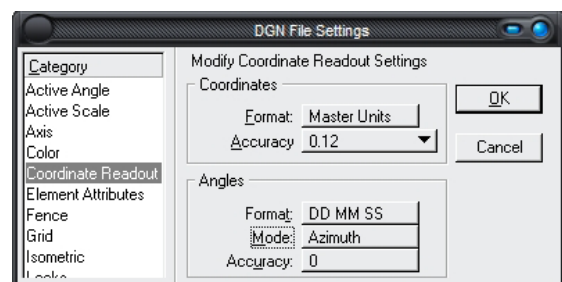 DGN File Settings
Category
Active Angle
Active Scale
Axis
Color
Coordinate Readout
Element Attributes
Fence
Grid
Isometric
Locks
Modify Coordinate Readout Settings
Coordinates
Format: Master Units
Accuracy 0.12
Angles
Format: DD MM SS
Mode: Azimuth
Accuracy: 0
OK
Cancel